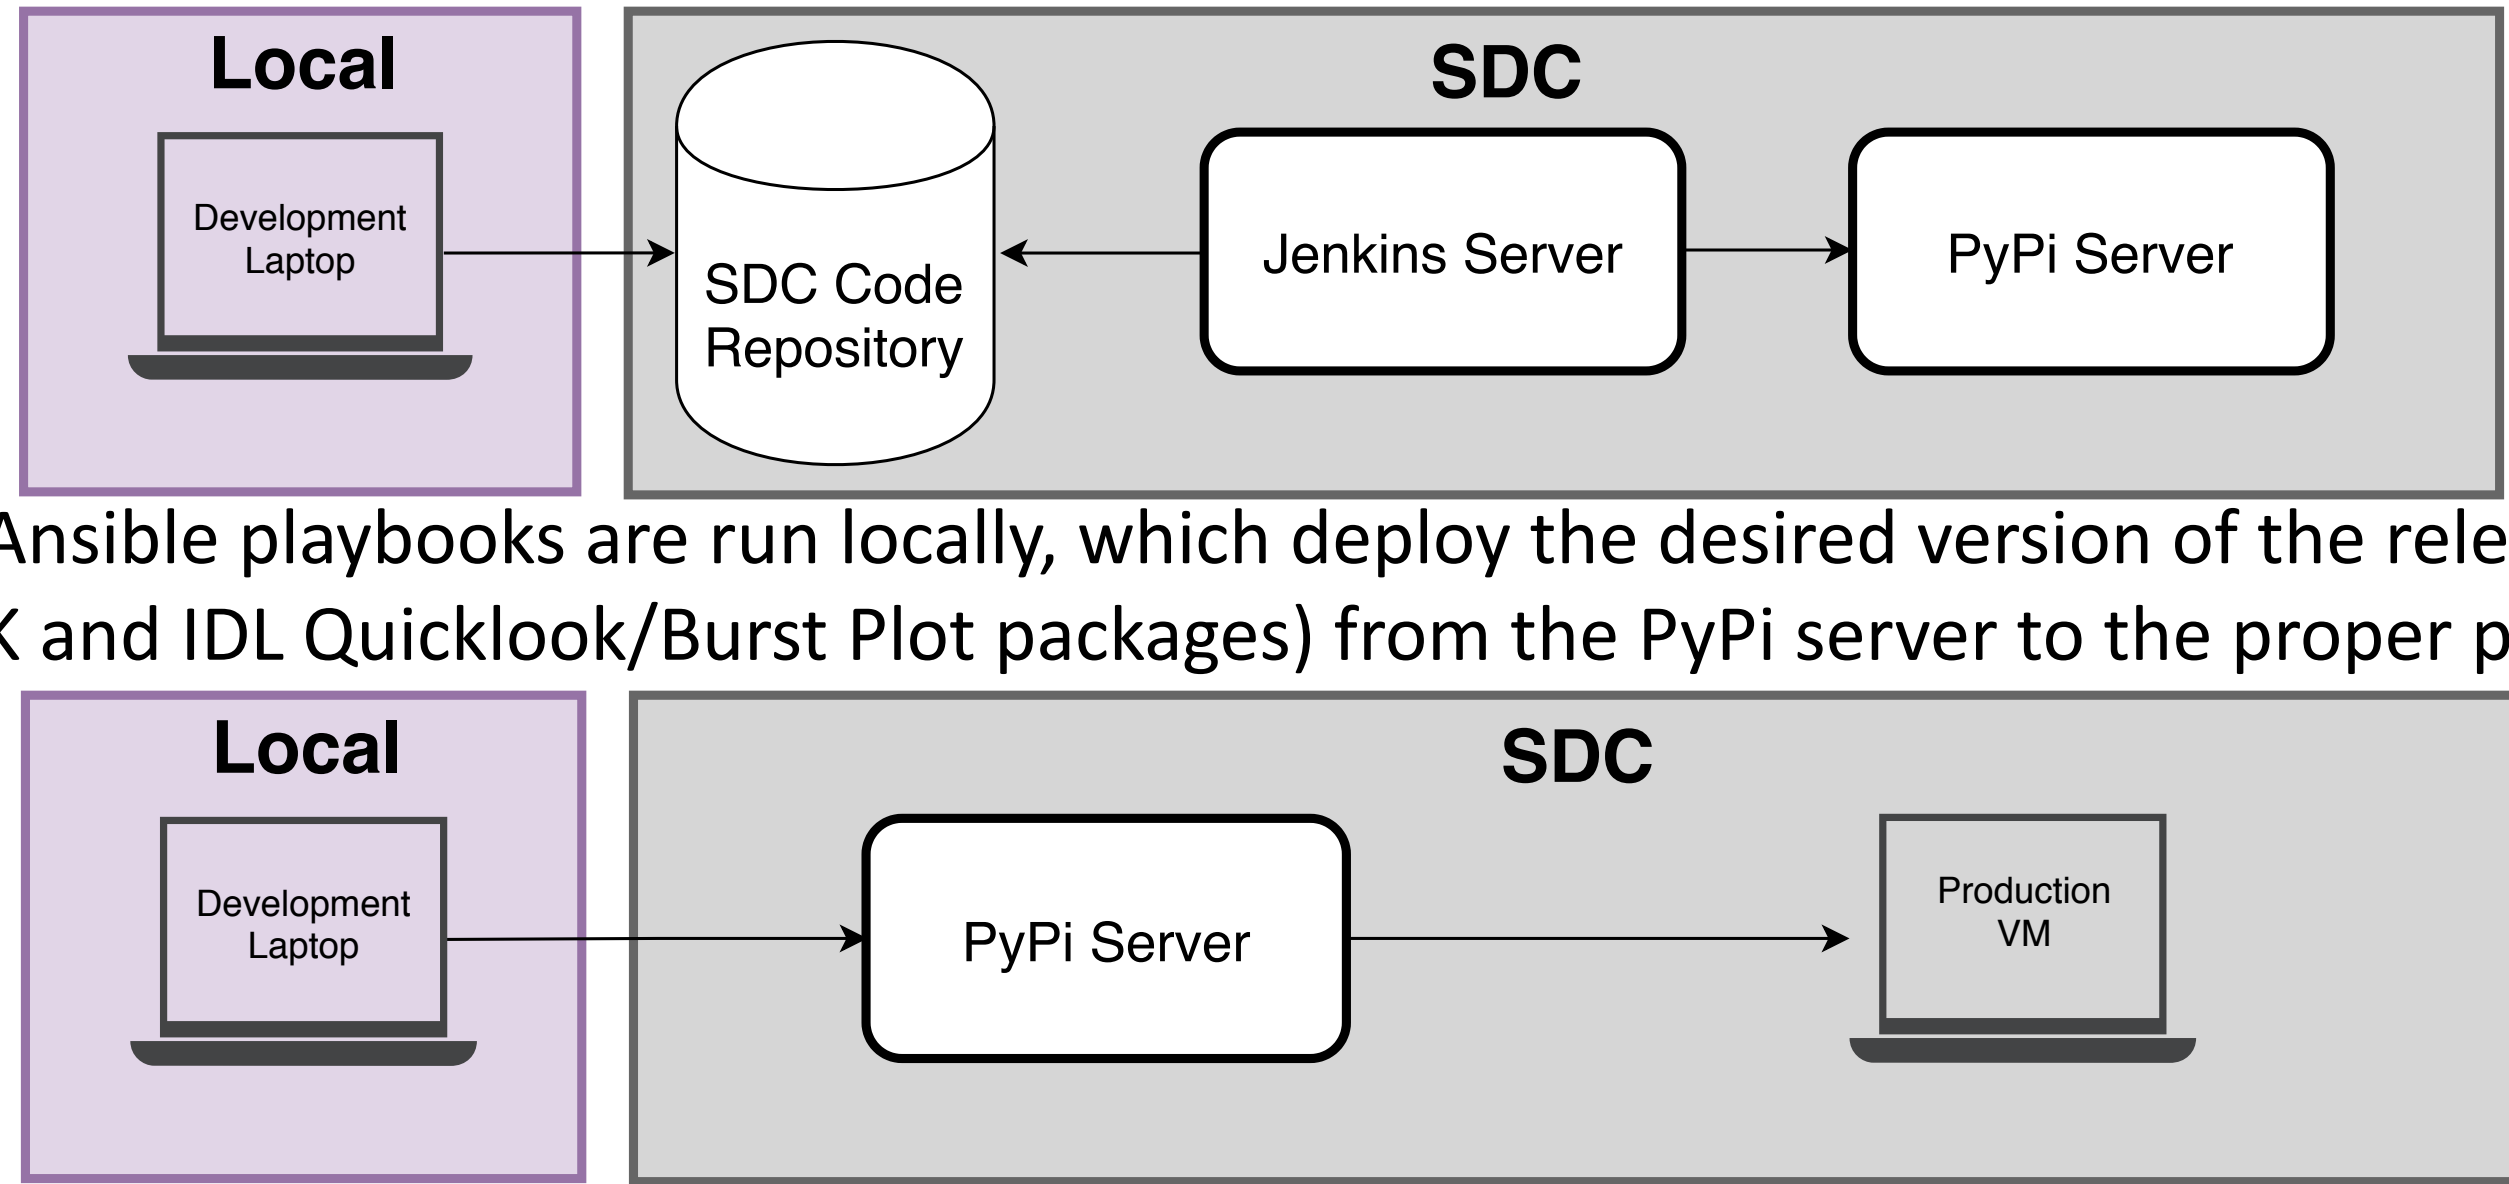 Local
Development
Laptop
SDC
SDC Code
Repository
Jenkins Server
PyPi Server
Ansible playbooks are run locally, which deploy the desired version of the rele
and IDL Quicklook/Burst Plot packages) from the PyPi server to the proper p
Local
Development
Laptop
SDC
PyPi Server
Production
VM